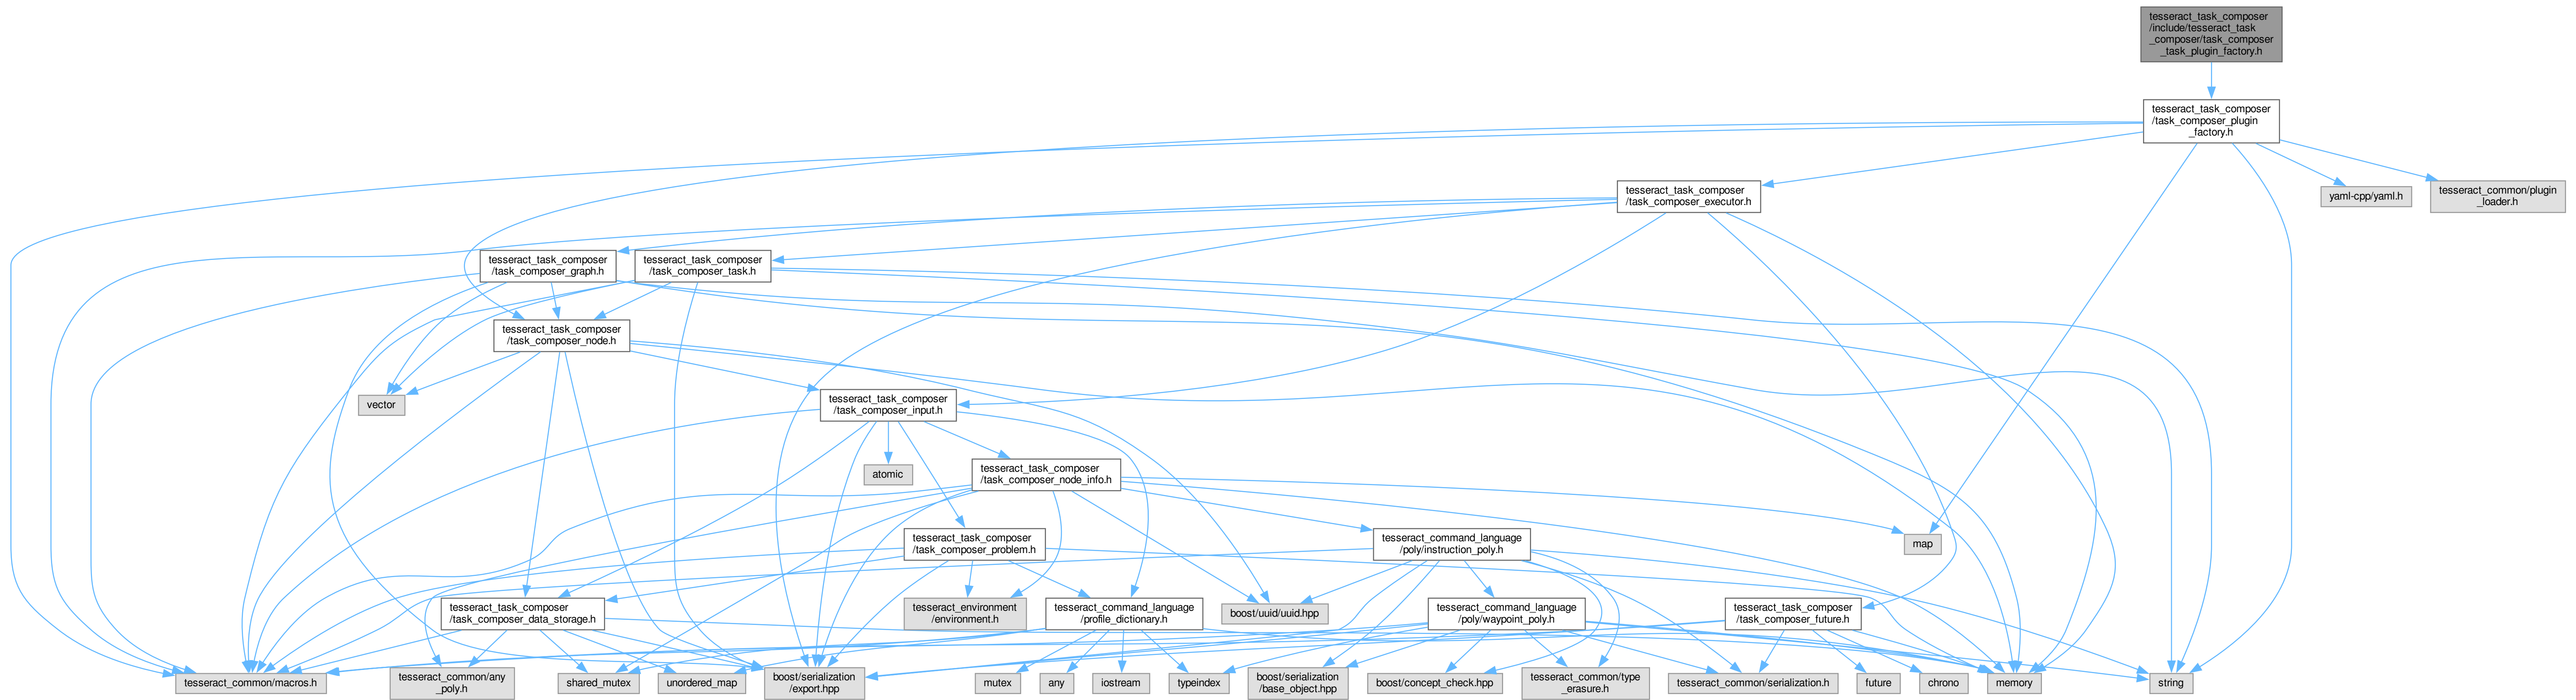 tesseract_task_composer
/include/tesseract_task
_composer/task_composer
_task_plugin_factory.h
tesseract_task_composer
/task_composer_plugin
_factory.h
tesseract_task_composer
/task_composer_executor.h
yaml-cpp/yaml.h
tesseract_common/plugin
_loader.h
tesseract_task_composer
/task_composer_graph.h
tesseract_task_composer
/task_composer_task.h
tesseract_task_composer
/task_composer_node.h
vector
tesseract_task_composer
/task_composer_input.h
atomic
tesseract_task_composer
/task_composer_node_info.h
tesseract_task_composer
/task_composer_problem.h
tesseract_command_language
/poly/instruction_poly.h
map
tesseract_task_composer
/task_composer_data_storage.h
tesseract_environment
/environment.h
tesseract_command_language
/profile_dictionary.h
boost/uuid/uuid.hpp
tesseract_command_language
/poly/waypoint_poly.h
tesseract_task_composer
/task_composer_future.h
tesseract_common/macros.h
tesseract_common/any
_poly.h
shared_mutex
unordered_map
boost/serialization
/export.hpp
mutex
any
iostream
typeindex
boost/serialization
/base_object.hpp
boost/concept_check.hpp
tesseract_common/type
_erasure.h
tesseract_common/serialization.h
future
chrono
memory
string